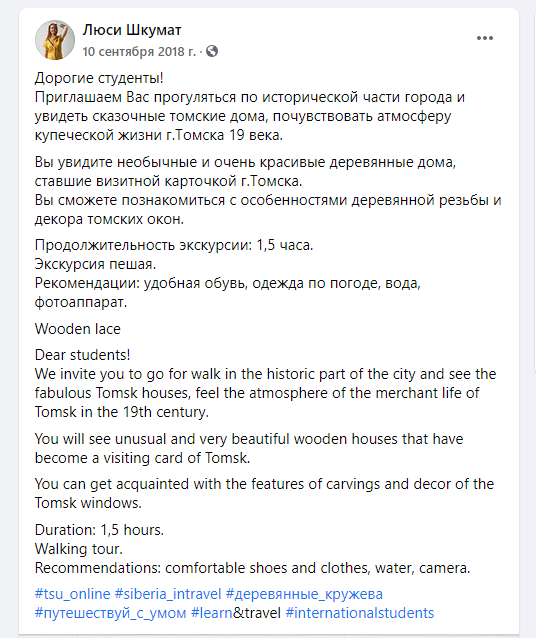 Люси Шкумат
10 сентября 2018 г. ·
Дорогие студенты!
Приглашаем Вас прогуляться по исторической части города и
увидеть сказочные томские дома, почувствовать атмосферу
купеческой жизни г.Томска 19 века.
Вы увидите необычные и очень красивые деревянные дома,
ставшие визитной карточкой г.Томска.
Вы сможете познакомиться с особенностями деревянной резьбы и
декора томских окон.
Продолжительность экскурсии: 1,5 часа.
Экскурсия пешая.
Рекомендации: удобная обувь, одежда по погоде, вода,
фотоаппарат.
Wooden lace
Dear students!
We invite you to go for walk in the historic part of the city and see the
fabulous Tomsk houses, feel the atmosphere of the merchant life of
Tomsk in the 19th century.
You will see unusual and very beautiful wooden houses that have
become a visiting card of Tomsk.
You can get acquainted with the features of carvings and decor of the
Tomsk windows.
Duration: 1,5 hours.
Walking tour.
Recommendations: comfortable shoes and clothes, water, camera.
#tsu_online #siberia_intravel #деревянные_кружева
#путешествуй_с_умом #learn&travel #internationalstudents